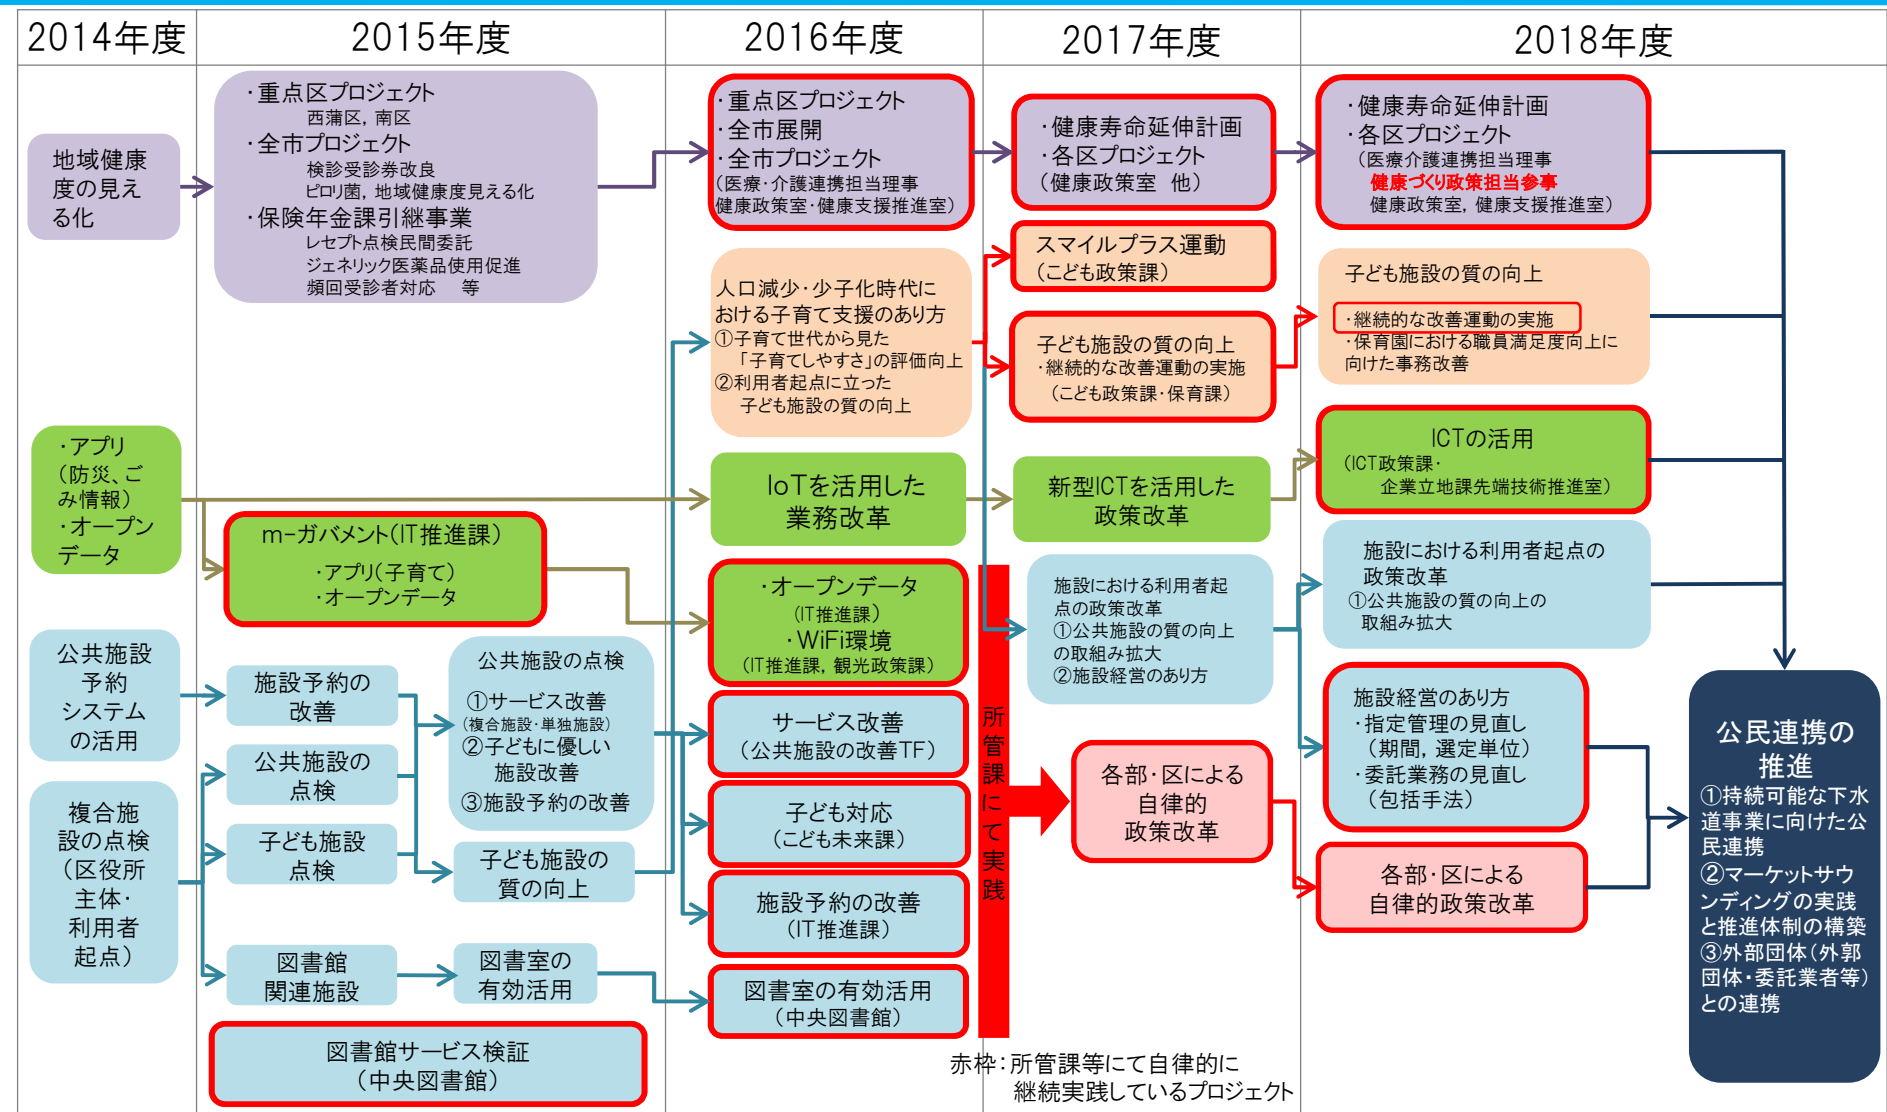 2014年度
2015年度
2016年度
2017年度
2018年度
地域健康
度の見え
る化
・重点区プロジェクト
西蒲区，南区
・全市プロジェクト
検診受診券改良
ピロリ菌，地域健康度見える化
・保険年金課引継事業
レセプト点検民間委託
ジェネリック医薬品使用促進
頻回受診者対応　等
・重点区プロジェクト
・全市展開
・全市プロジェクト
（医療・介護連携担当理事
健康政策室・健康支援推進室）
・健康寿命延伸計画
・各区プロジェクト
（健康政策室　他）
・健康寿命延伸計画
・各区プロジェクト
（医療介護連携担当理事
健康づくり政策担当参事
健康政策室，健康支援推進室）
人口減少・少子化時代に
おける子育て支援のあり方
①子育て世代から見た
「子育てしやすさ」の評価向上
②利用者起点に立った
子ども施設の質の向上
スマイルプラス運動
（こども政策課）
子ども施設の質の向上
・継続的な改善運動の実施
（こども政策課・保育課）
子ども施設の質の向上
・継続的な改善運動の実施
・保育園における職員満足度向上に
向けた事務改善
・アプリ
（防災、ご
み情報）
・オープン
データ
m-ガバメント（IT推進課）
・アプリ（子育て）
・オープンデータ
IoTを活用した
業務改革
新型ICTを活用した
政策改革
ICTの活用
（ICT政策課・
企業立地課先端技術推進室）
・オープンデータ
（IT推進課）
・WiFi環境
（IT推進課，観光政策課）
施設における利用者起
点の政策改革
①公共施設の質の向上
の取組み拡大
②施設経営のあり方
施設における利用者起点の
政策改革
①公共施設の質の向上の
取組み拡大
公共施設
予約
システム
の活用
施設予約の
改善
公共施設の
点検
子ども施設
点検
公共施設の点検
①サービス改善
（複合施設・単独施設）
②子どもに優しい
施設改善
③施設予約の改善
サービス改善
（公共施設の改善TF）
子ども対応
（こども未来課）
施設予約の改善
（IT推進課）
所管課にて実践
各部・区による
自律的
政策改革
施設経営のあり方
・指定管理の見直し
（期間，選定単位）
・委託業務の見直し
（包括手法）
各部・区による
自律的政策改革
複合施
設の点検
（区役所
主体・
利用者
起点）
子ども施設の
質の向上
図書館
関連施設
図書室の
有効活用
図書室の有効活用
（中央図書館）
図書館サービス検証
（中央図書館）
公民連携の
推進
①持続可能な下水
道事業に向けた公
民連携
②マーケットサウ
ンディングの実践
と推進体制の構築
③外部団体（外郭
団体・委託業者等）
との連携
赤枠：所管課等にて自律的に
継続実践しているプロジェクト